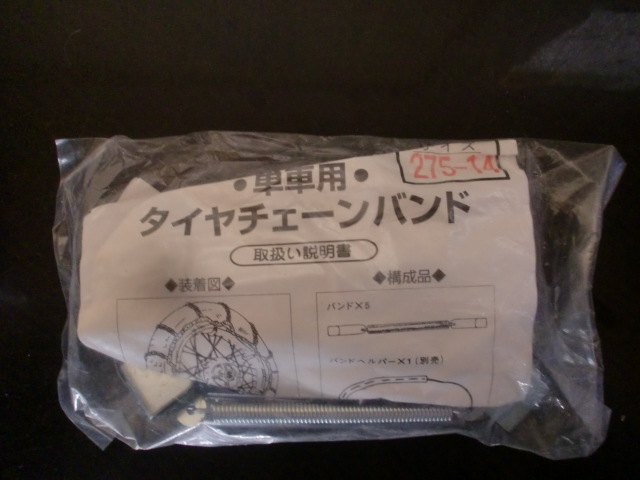 サイズ
275-14
●単車用●
タイヤチェーンバンド
取扱い説明書
◆装着図◆
◆構成品◆
バンド×5
バンドヘルパー×1(別売)